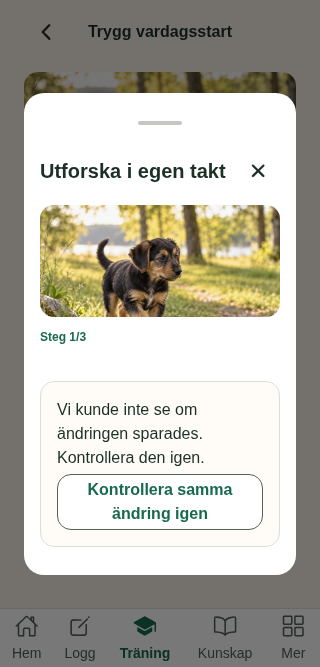 Trygg vardagsstart
Utforska i egen takt
Steg 1/3
Vi kunde inte se om
ändringen sparades.
Kontrollera den igen.
Kontrollera samma
ändring igen
Hem Logg Träning Kunskap Mer